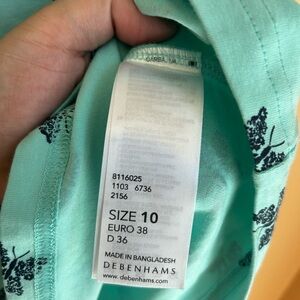 8116025
1103 6736
2156
SIZE 10
EURO 38
D 36
MADE IN BANGLADESH
DEBENHAMS
www.debenhams.com